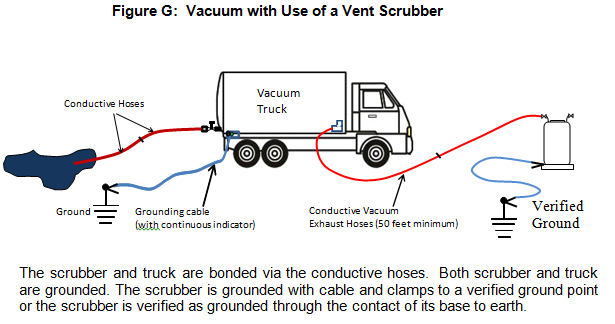 Figure G:  Vacuum with Use of a Vent Scrubber
Vacuum
Truck
Conductive Hoses
Ground
Grounding cable
(with continuous indicator)
Conductive Vacuum
Exhaust Hoses (50 feet minimum)
Verified
Ground
The scrubber and truck are bonded via the conductive hoses.  Both scrubber and truck
are grounded.  The scrubber is grounded with cable and clamps to a verified ground point
or the scrubber is verified as grounded through the contact of its base to earth.